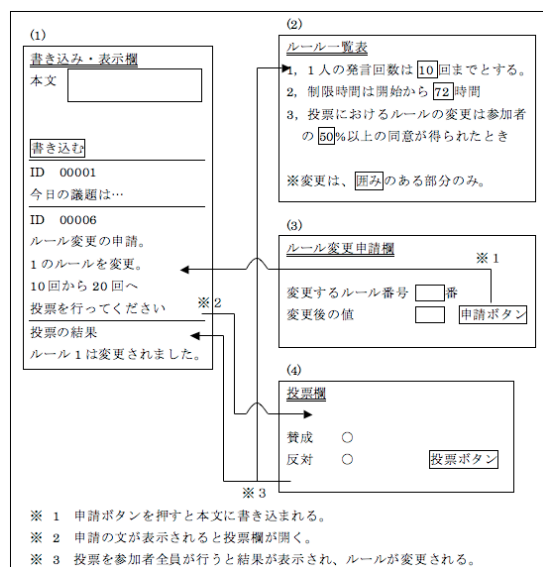 (1)
書き込み・表示欄
本文
書き込む
ID 00001
今日の議題は…
ID 00006
ルール変更の申請。
1のルールを変更。
10回から20回へ
投票を行ってください
投票の結果
ルール1は変更されました。
※2
(2)
ルール一覧表
1, 1人の発言回数は10回までとする。
2, 制限時間は開始から72時間
3, 投票におけるルールの変更は参加者
の50%以上の同意が得られたとき
※変更は、囲みのある部分のみ。
(3)
ルール変更申請欄
※1
変更するルール番号 番
変更後の値 申請ボタン
(4)
投票欄
賛成 ○
反対 ○ 投票ボタン
※3
※ 1 申請ボタンを押すと本文に書き込まれる。
※ 2 申請の文が表示されると投票欄が開く。
※ 3 投票を参加者全員が行うと結果が表示され、ルールが変更される。